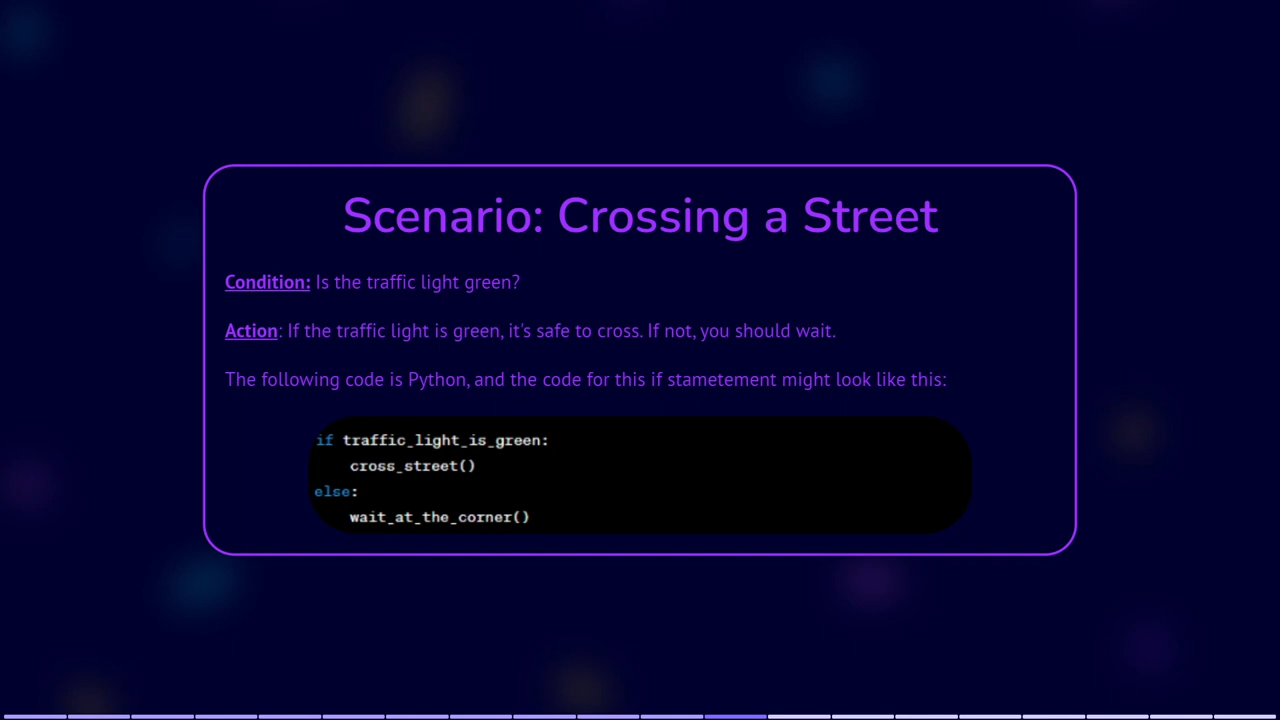 Scenario: Crossing a Street
Condition: Is the traffic light green?
Action: If the traffic light is green, it's safe to cross. If not, you should wait.
The following code is Python, and the code for this if stametement might look like this:
if traffic_light_is_green:
    cross_street()
else:
    wait_at_the_corner()